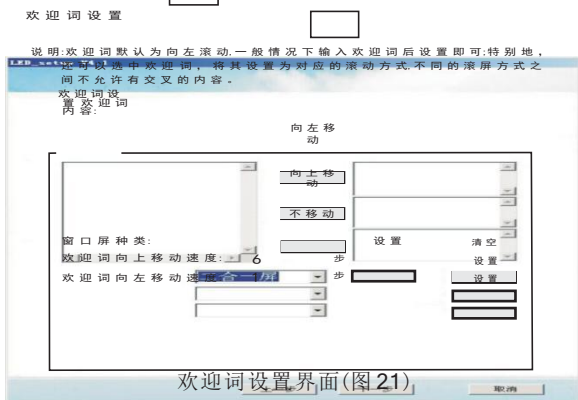 欢迎词设置
说明:欢迎词默认为向左滚动.一般情况下输入欢迎词后设置即可;特别地,
还可以选中欢迎词,将其设置为对应的滚动方式.不同的滚屏方式之
间不允许有交叉的内容。
欢迎词设
置欢迎词
内容:
向左移
动
向上移
动
不移动
窗口屏种类: 设置 清空
欢迎词向上移动速度: 6 步 设置
欢迎词向左移动速度 合一屏 步 设置
欢迎词设置界面(图21)
取消